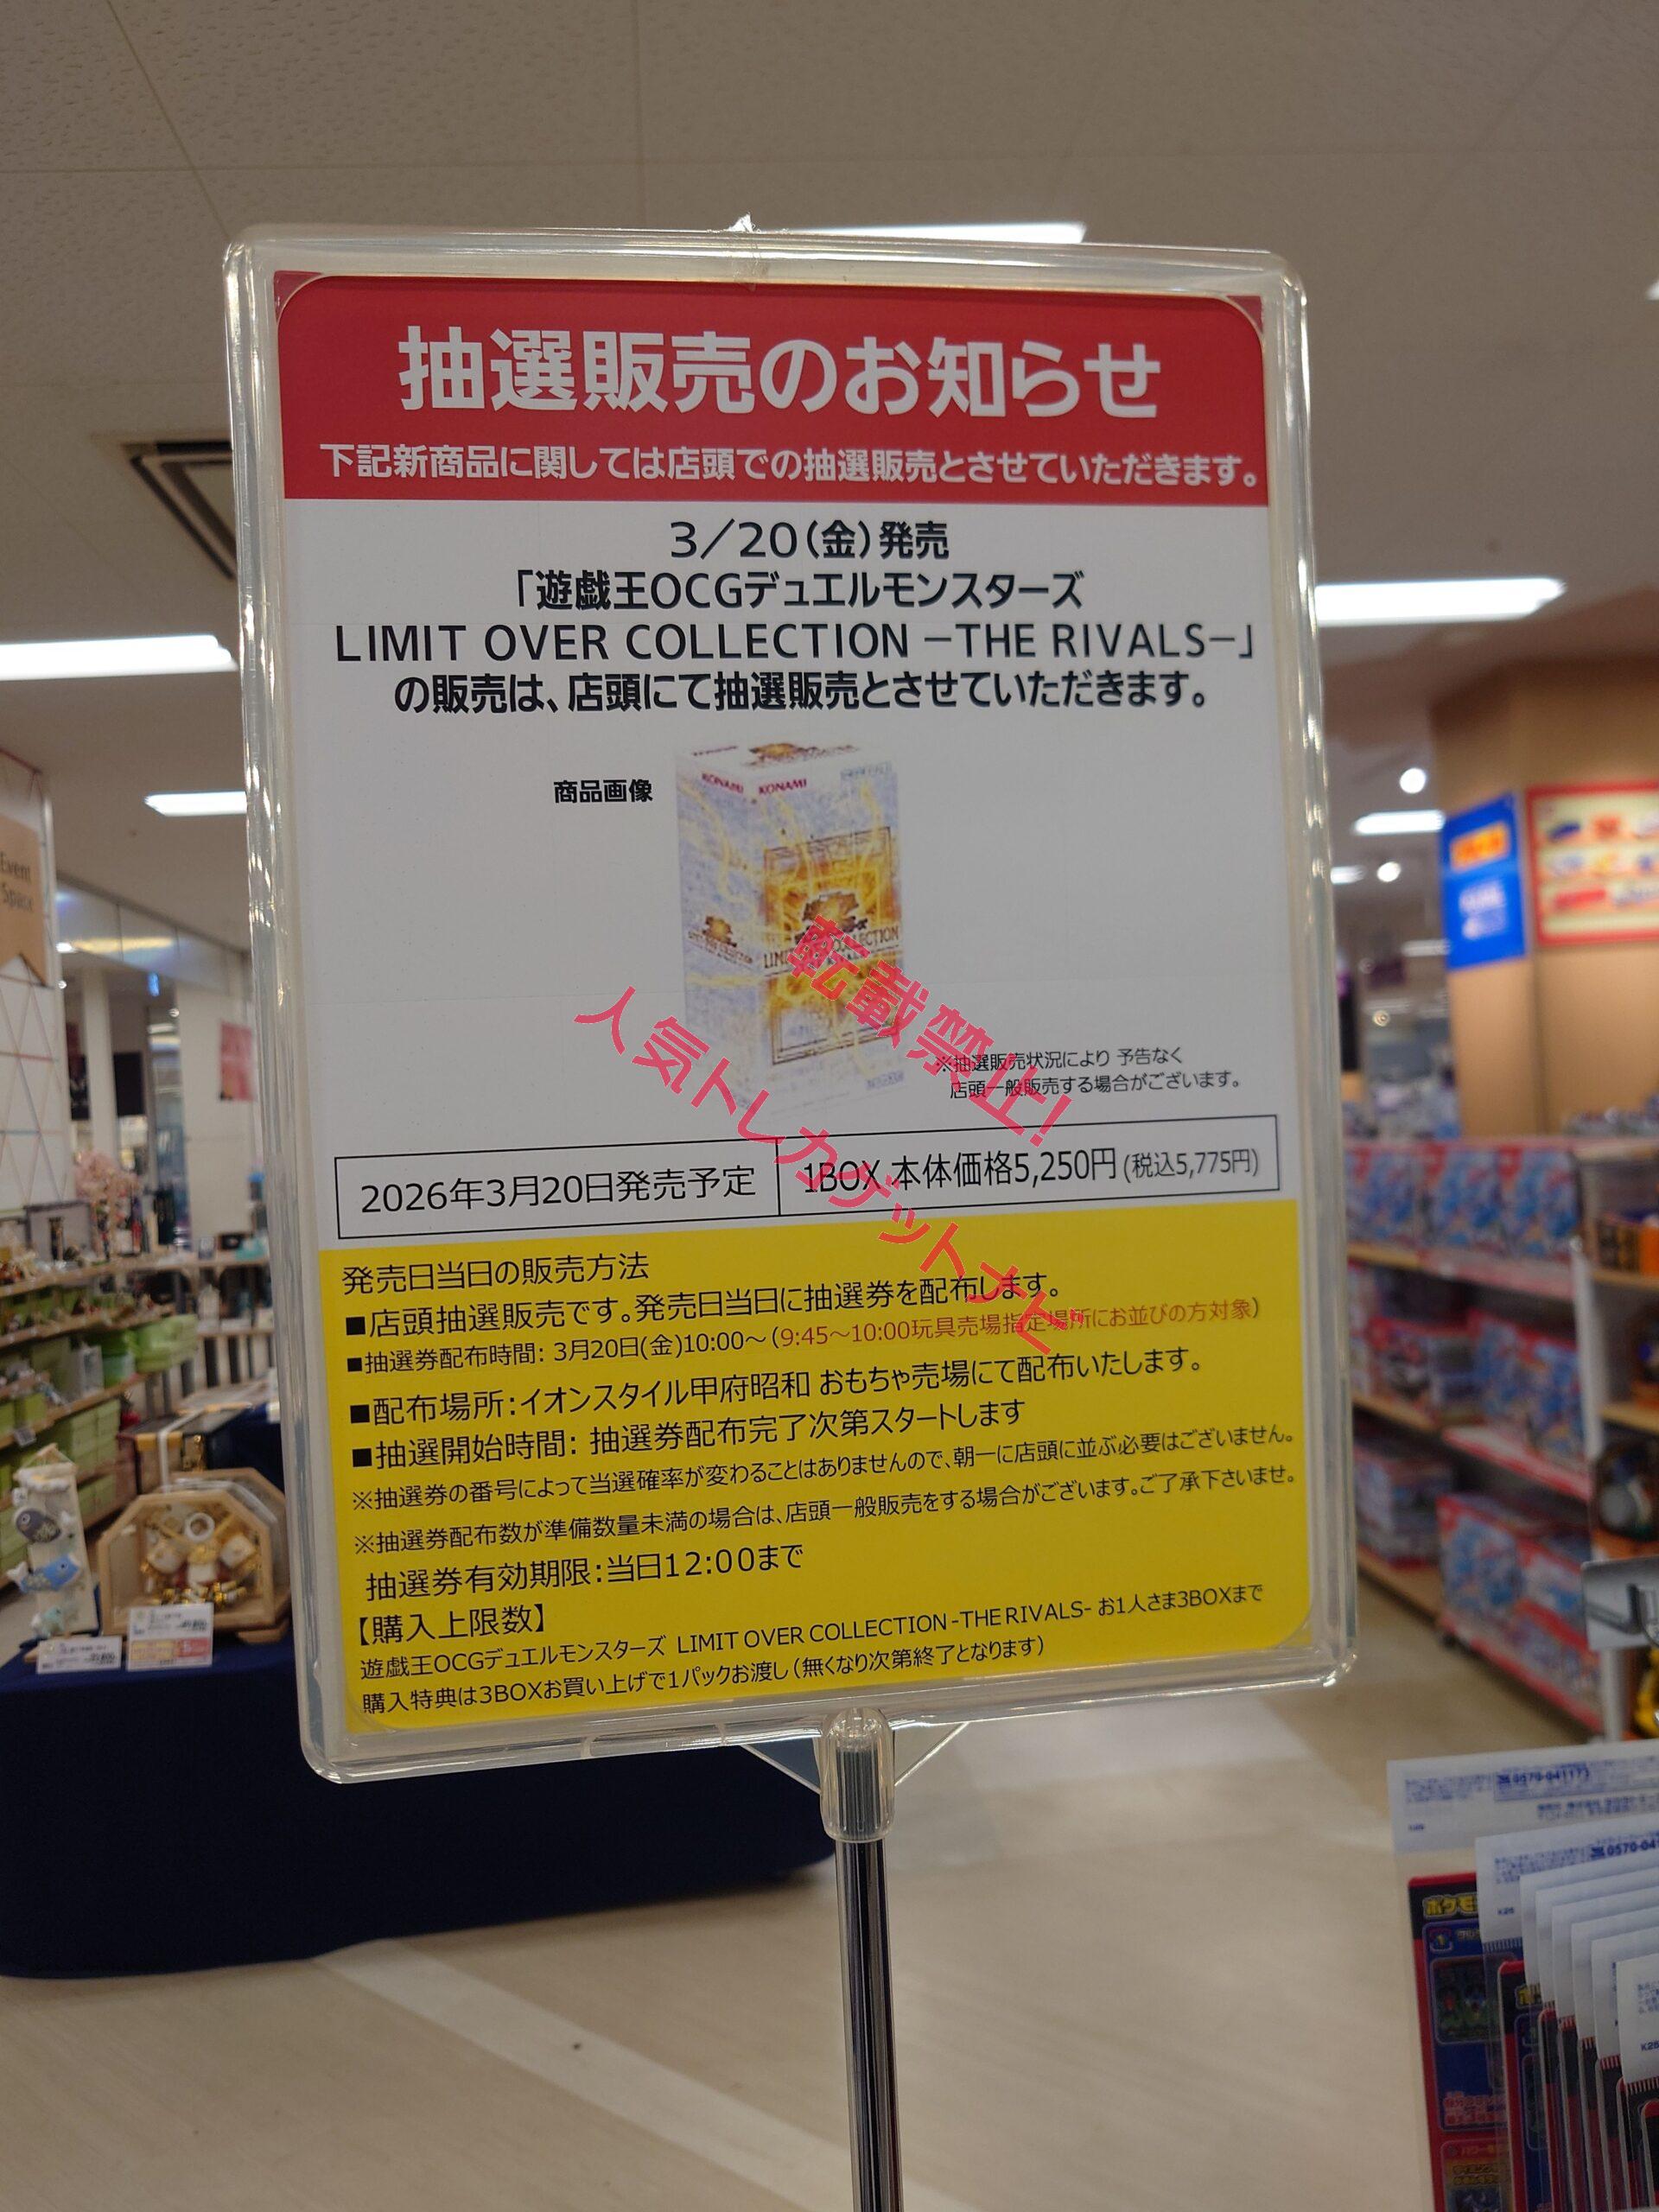 抽選販売のお知らせ
下記新商品に関しては店頭での抽選販売とさせていただきます。
3／20（金）発売
「遊戯王OCGデュエルモンスターズ
LIMIT OVER COLLECTION －THE RIVALS－」
の販売は、店頭にて抽選販売とさせていただきます。
商品画像
KONAMI KONAMI
※抽選販売状況により 予告なく
店頭一般販売する場合がございます。
転載禁止!
人気トレカゲットナビ
2026年3月20日発売予定
1BOX 本体価格5,250円(税込5,775円)
発売日当日の販売方法
■店頭抽選販売です。発売日当日に抽選券を配布します。
■抽選券配布時間: 3月20日(金)10:00～（9:45～10:00玩具売場指定場所にお並びの方対象）
■配布場所：イオンスタイル甲府昭和 おもちゃ売場にて配布いたします。
■抽選開始時間: 抽選券配布完了次第スタートします
※抽選券の番号によって当選確率が変わることはありませんので、朝一に店頭に並ぶ必要はございません。
※抽選券配布数が準備数量未満の場合は、店頭一般販売をする場合がございます。ご了承下さいませ。
抽選券有効期限：当日12：00まで
【購入上限数】
遊戯王OCGデュエルモンスターズ LIMIT OVER COLLECTION -THE RIVALS- お1人さま3BOXまで
購入特典は3BOXお買い上げで1パックお渡し（無くなり次第終了となります）
Event
Space
0570-041173